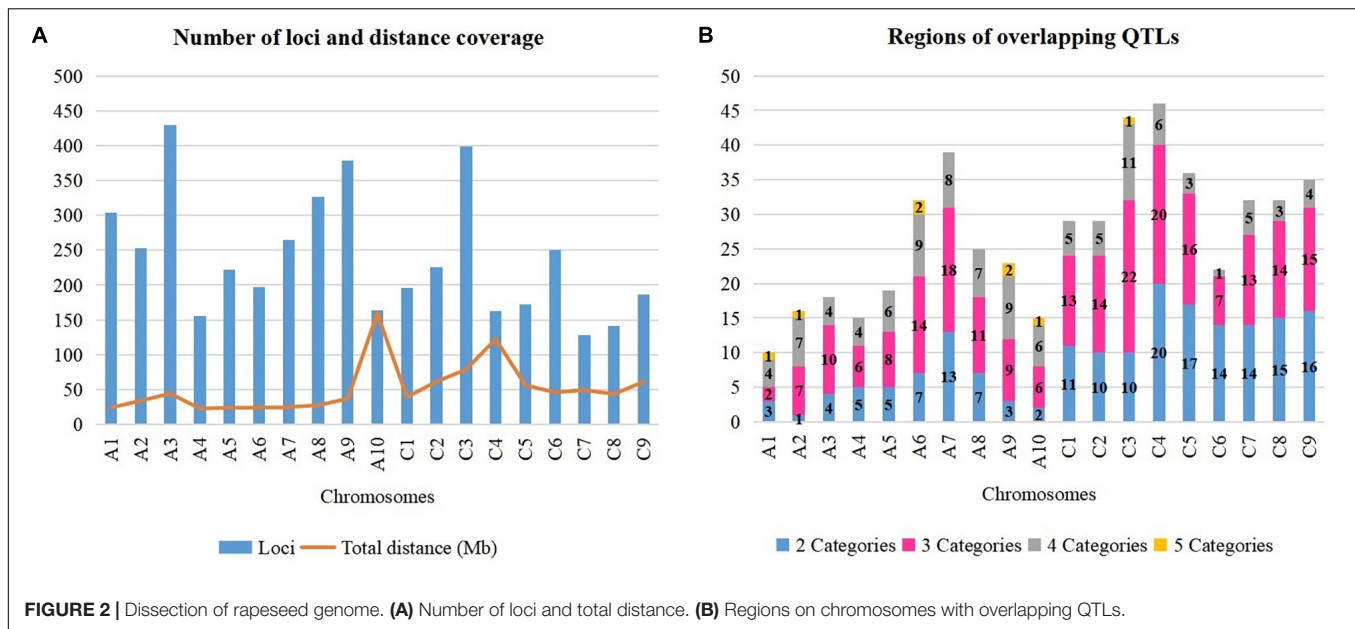 A
Number of loci and distance coverage
500
450
400
350
300
250
200
150
100
50
0
A1 A2 A3 A4 A5 A6 A7 A8 A9 A10 C1 C2 C3 C4 C5 C6 C7 C8 C9
Chromosomes
Loci Total distance (Mb)
B
Regions of overlapping QTLs
50
45
40
35
30
25
20
15
10
5
0
1 4 2 3
1 7 7 1
4 10 4
4 6 5
6 8 5
2 9 14 7
8 18 13
7 11 7
2 9 9 3
1 6 6 2
5 13 11
5 14 10
1 11 22 10
6 20 20
3 16 17
1 7 14
5 13 14
3 14 15
4 15 16
A1 A2 A3 A4 A5 A6 A7 A8 A9 A10 C1 C2 C3 C4 C5 C6 C7 C8 C9
Chromosomes
2 Categories 3 Categories 4 Categories 5 Categories
FIGURE 2 | Dissection of rapeseed genome. (A) Number of loci and total distance. (B) Regions on chromosomes with overlapping QTLs.